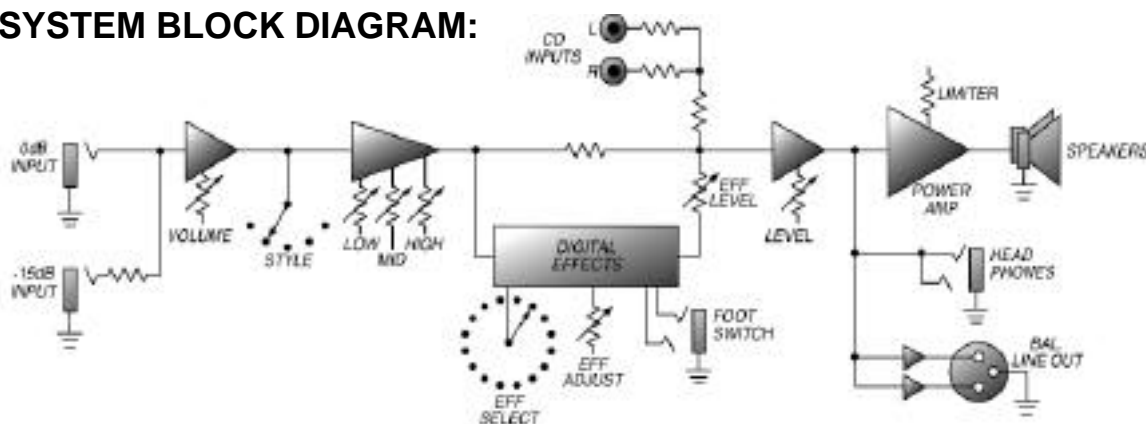 SYSTEM BLOCK DIAGRAM:
CD
INPUTS
L
R
LIMITER
0dB
INPUT
SPEAKERS
POWER
AMP
EFF
LEVEL
VOLUME
STYLE
LOW
MID
HIGH
LEVEL
DIGITAL
EFFECTS
-15dB
INPUT
HEAD
PHONES
FOOT
SWITCH
EFF
ADJUST
EFF
SELECT
BAL.
LINE OUT